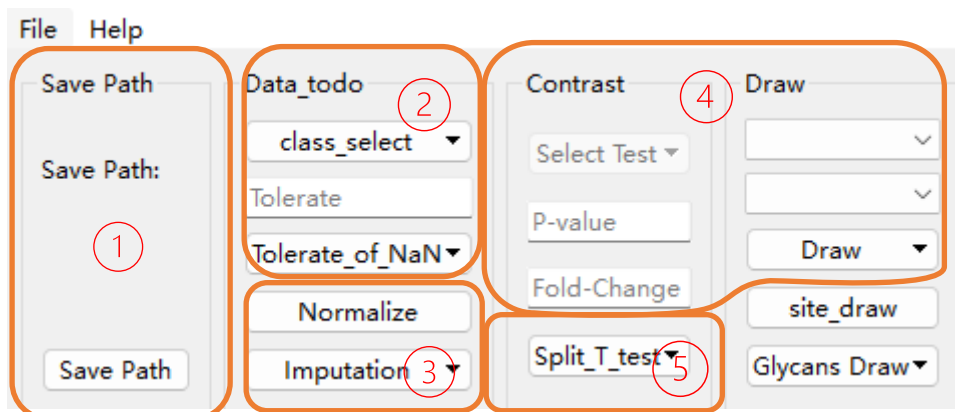 File Help
Save Path
Save Path:
1
Save Path
Data_todo
2
class_select
Tolerate
Tolerate_of_NaN
Normalize
Imputation
3
Contrast
4
Select Test
P-value
Fold-Change
Split_T_test
5
Draw
Draw
site_draw
Glycans Draw